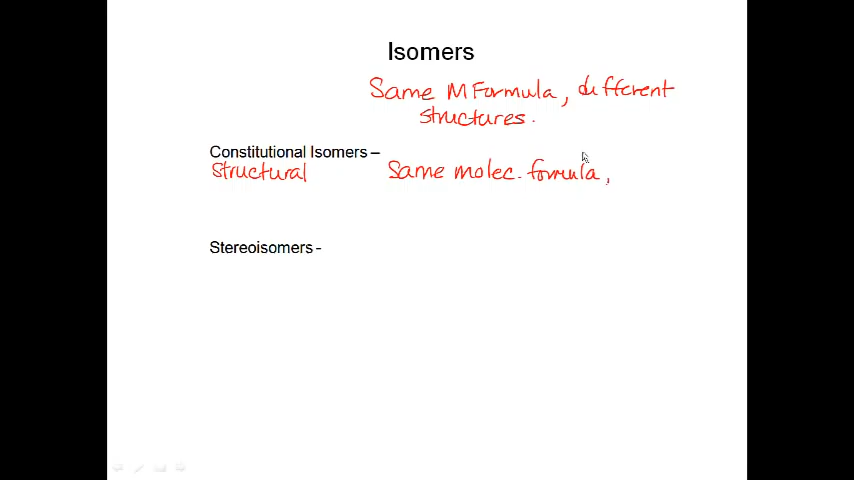 Isomers
Same MFormula, different
structures.
Constitutional Isomers –
structural Same molec. formula,
Stereoisomers -